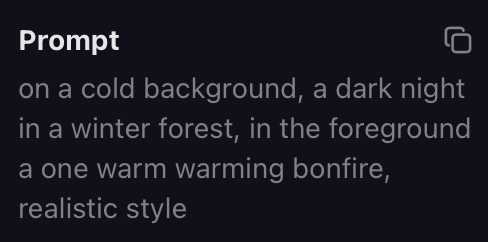 Prompt
on a cold background, a dark night
in a winter forest, in the foreground
a one warm warming bonfire,
realistic style